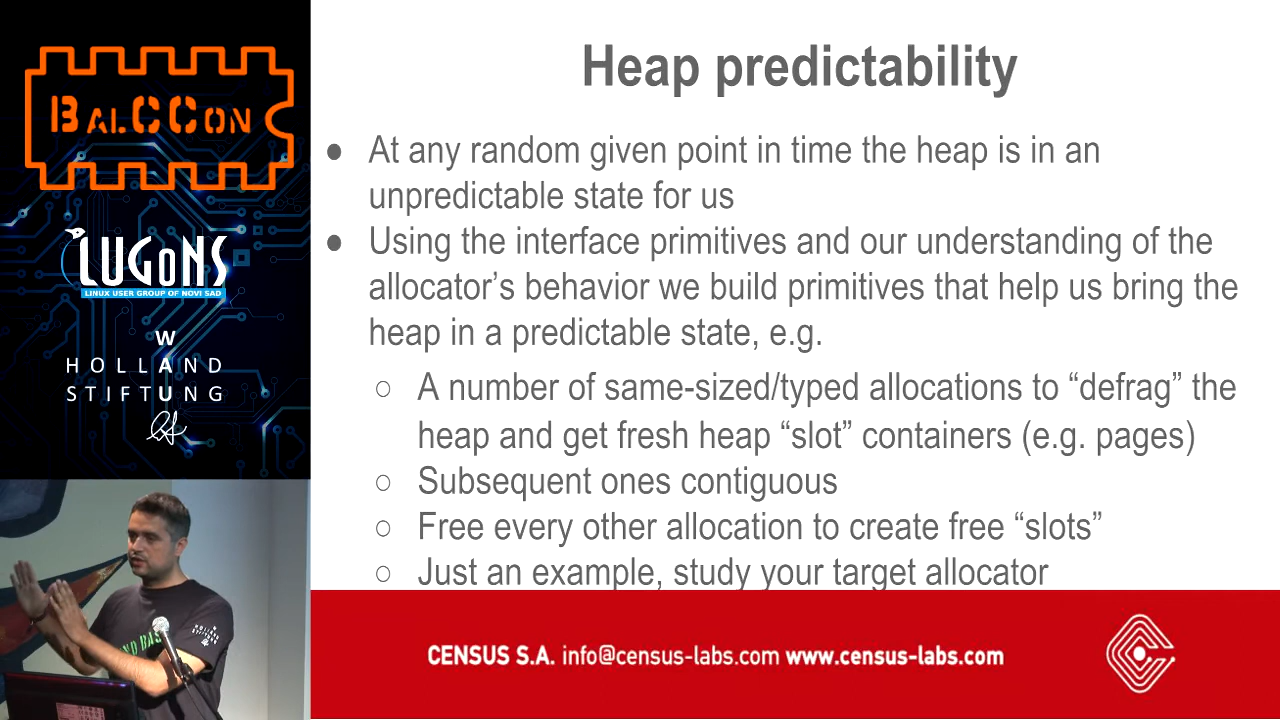 BALCCON
LUGONS
LINUX USER GROUP OF NOVI SAD
W
HOLLAND
STIFTUNG
Heap predictability
● At any random given point in time the heap is in an
unpredictable state for us
● Using the interface primitives and our understanding of the
allocator’s behavior we build primitives that help us bring the
heap in a predictable state, e.g.
○ A number of same-sized/typed allocations to “defrag” the
heap and get fresh heap “slot” containers (e.g. pages)
○ Subsequent ones contiguous
○ Free every other allocation to create free “slots”
○ Just an example, study your target allocator
CENSUS S.A. info@census-labs.com www.census-labs.com